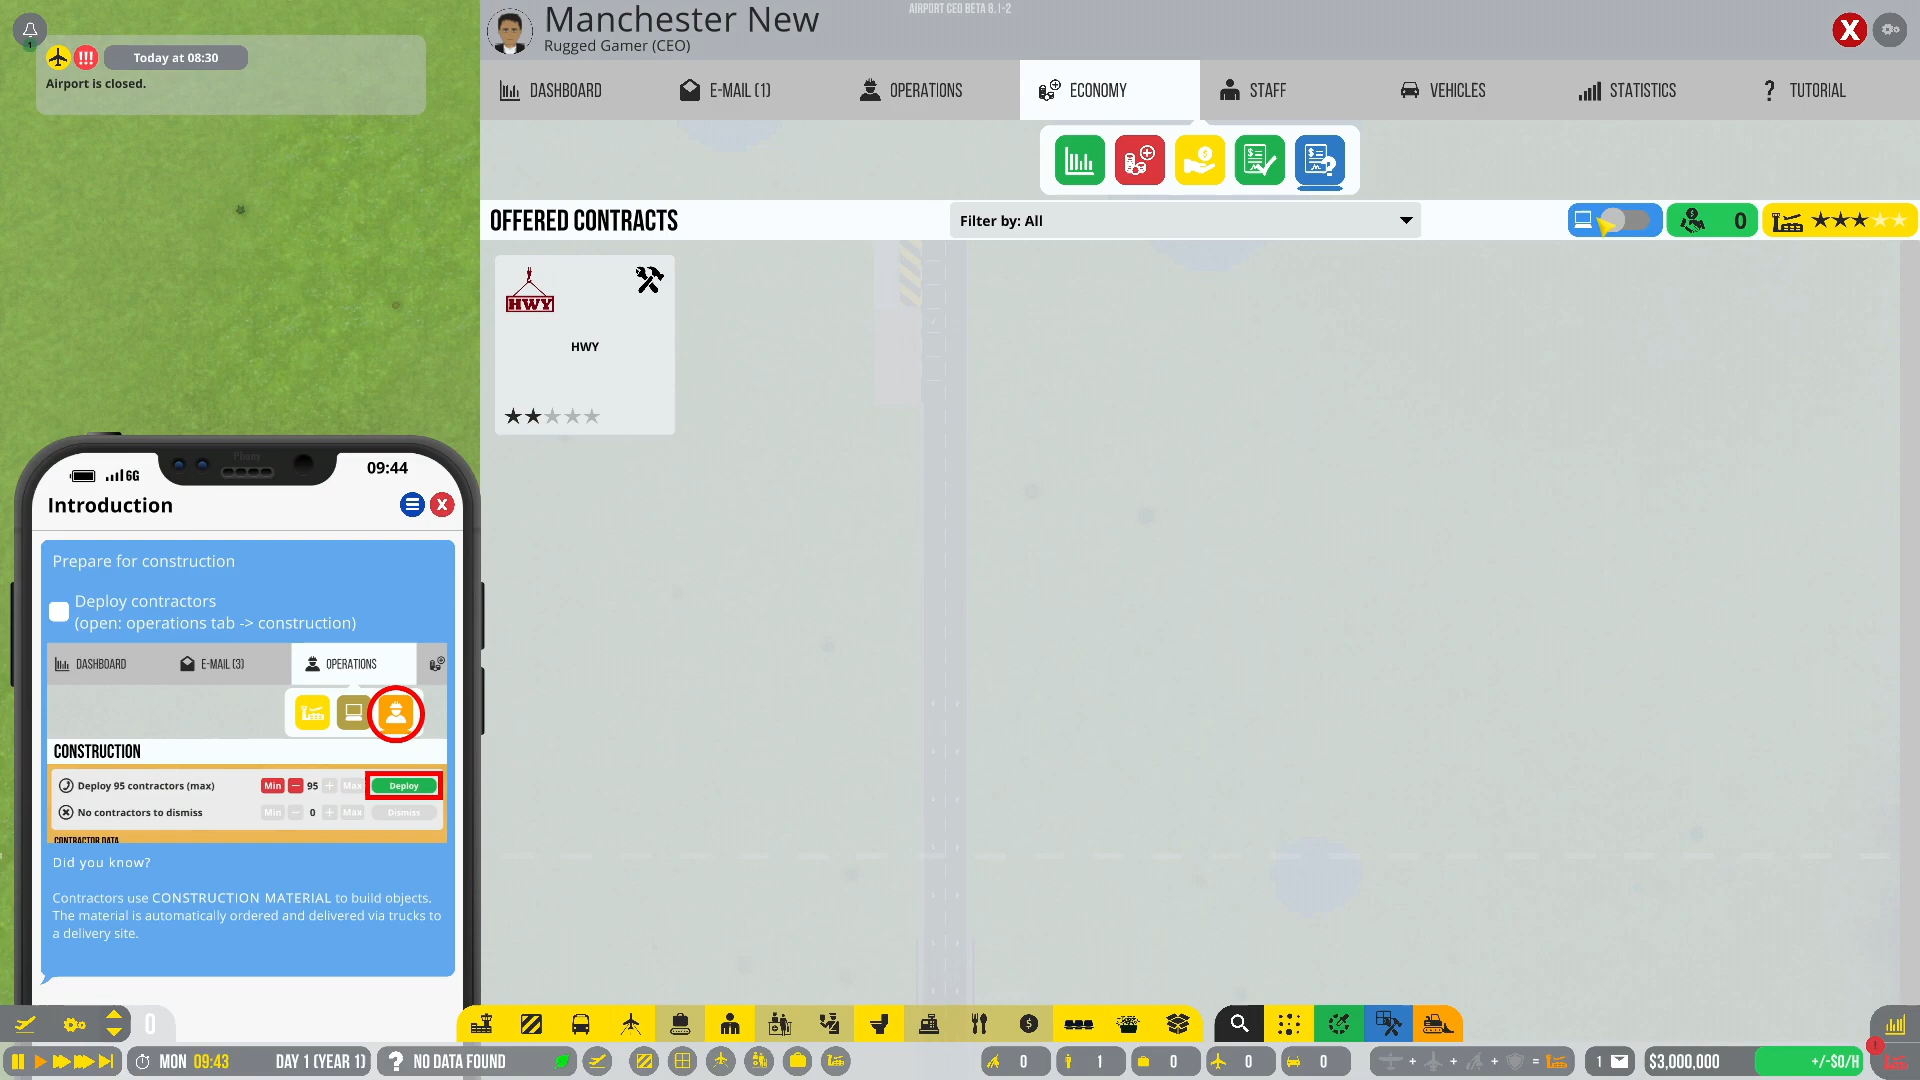 AIRPORT CEO BETA 8.1-2
1
!!!
Today at 08:30
Airport is closed.
Manchester New
Rugged Gamer (CEO)
X
DASHBOARD
E-MAIL (1)
OPERATIONS
ECONOMY
STAFF
VEHICLES
STATISTICS
? TUTORIAL
OFFERED CONTRACTS
Filter by: All
0
HWY
HWY
Phony
6G
09:44
Introduction
X
Prepare for construction
Deploy contractors
(open: operations tab -> construction)
DASHBOARD
E-MAIL (3)
OPERATIONS
CONSTRUCTION
Deploy 95 contractors (max)
Min − 95 + Max
Deploy
No contractors to dismiss
Min − 0 + Max
Dismiss
CONTRACTOR DATA
Did you know?
Contractors use CONSTRUCTION MATERIAL to build objects.
The material is automatically ordered and delivered via trucks to
a delivery site.
0
MON 09:43
DAY 1 (YEAR 1)
? NO DATA FOUND
0
1
0
0
0
+ + + =
1
$3,000,000
+/-$0/H
!